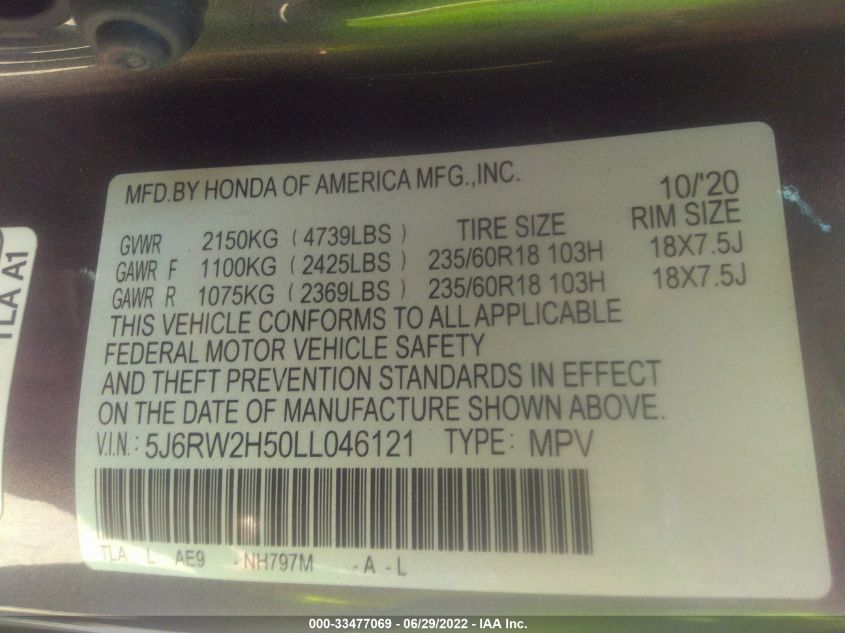 MFD.BY HONDA OF AMERICA MFG.,INC. 10/'20
GVWR 2150KG (4739LBS) TIRE SIZE RIM SIZE
GAWR F 1100KG (2425LBS) 235/60R18 103H 18X7.5J
GAWR R 1075KG (2369LBS) 235/60R18 103H 18X7.5J
THIS VEHICLE CONFORMS TO ALL APPLICABLE
FEDERAL MOTOR VEHICLE SAFETY
AND THEFT PREVENTION STANDARDS IN EFFECT
ON THE DATE OF MANUFACTURE SHOWN ABOVE.
V.I.N.: 5J6RW2H50LL046121 TYPE: MPV
TLA L AE9 -NH797M -A-L
TLA A1
000-33477069 - 06/29/2022 - IAA Inc.